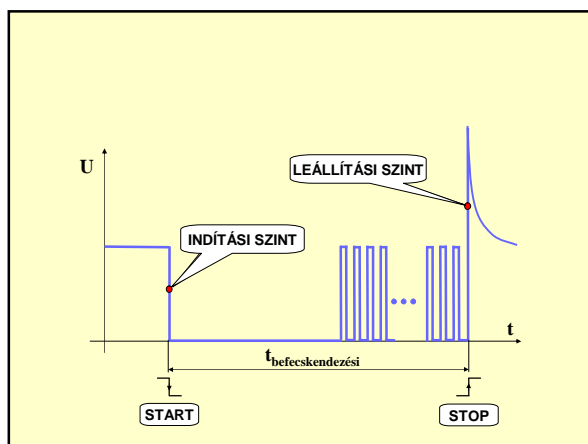 U
LEÁLLÍTÁSI SZINT
INDÍTÁSI SZINT
t
tbefecskendezési
START
STOP